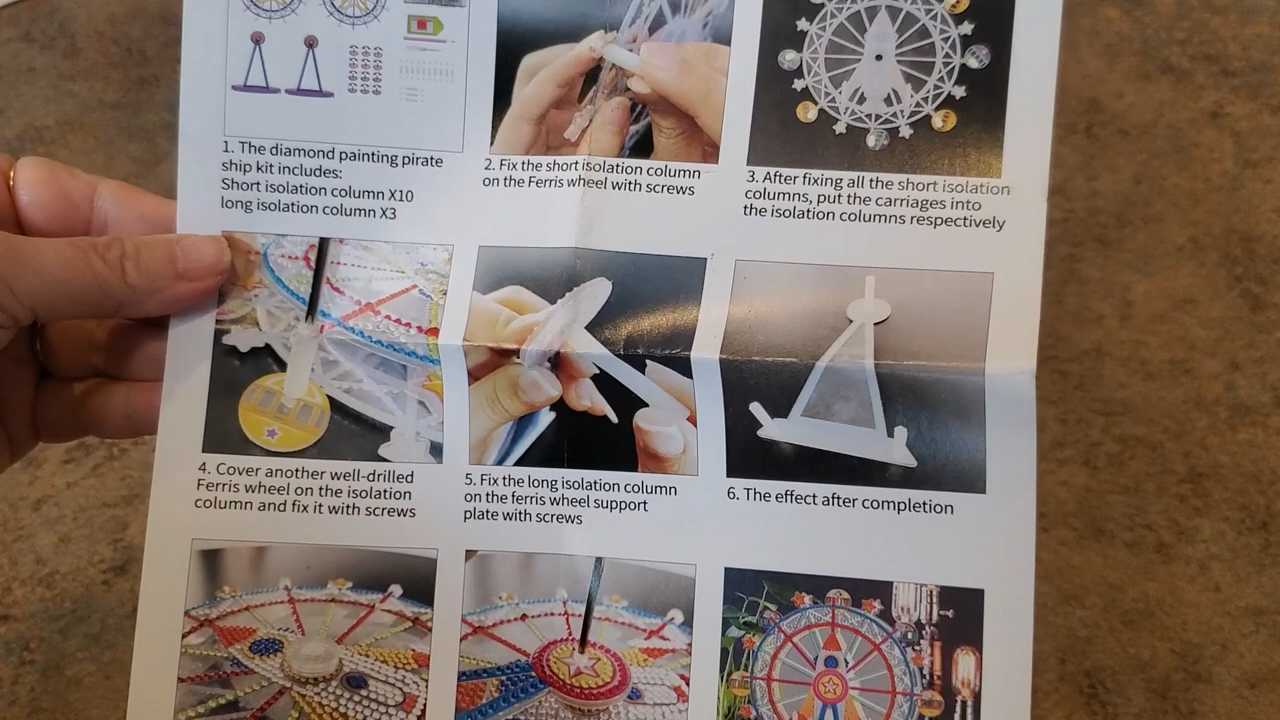 1. The diamond painting pirate
ship kit includes:
Short isolation column X10
long isolation column X3
2. Fix the short isolation column
on the Ferris wheel with screws
3. After fixing all the short isolation
columns, put the carriages into
the isolation columns respectively
4. Cover another well-drilled
Ferris wheel on the isolation
column and fix it with screws
5. Fix the long isolation column
on the ferris wheel support
plate with screws
6. The effect after completion